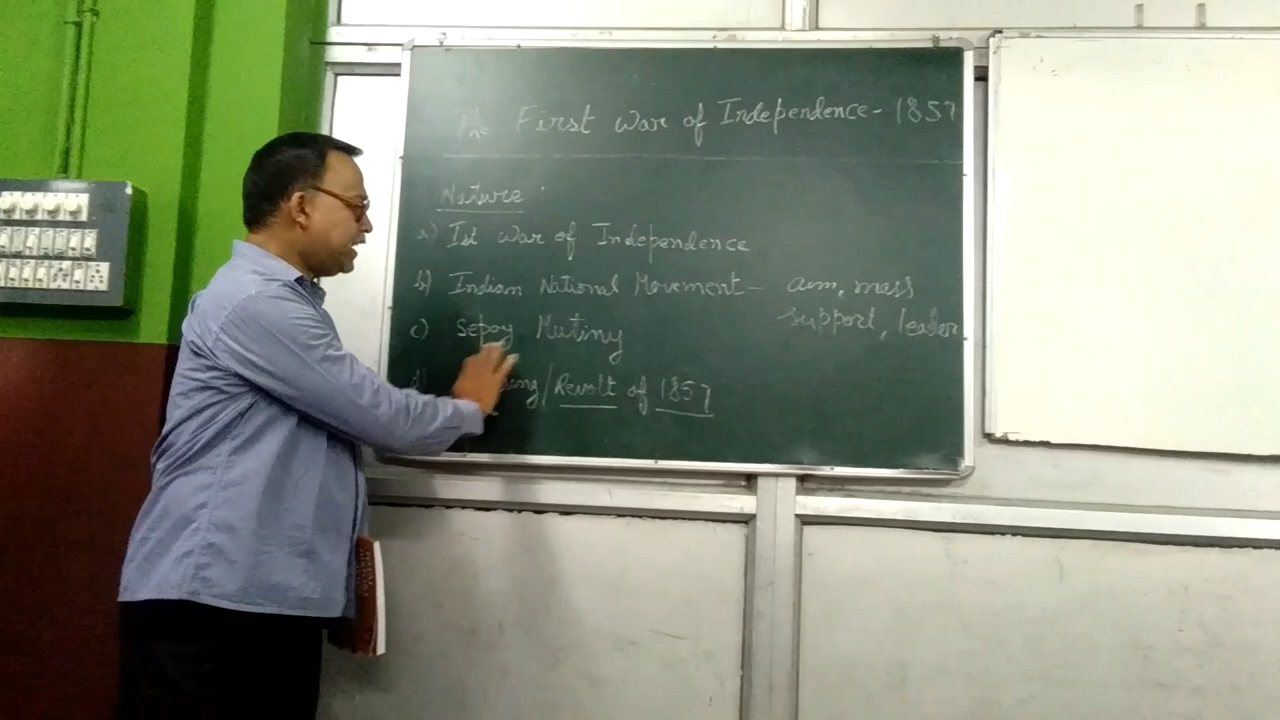 The First War of Independence - 1857
Nature :
a) Ist War of Independence
b) Indian National Movement - aim, mass
support, leader
c) Sepoy Mutiny
d) /Revolt of 1857